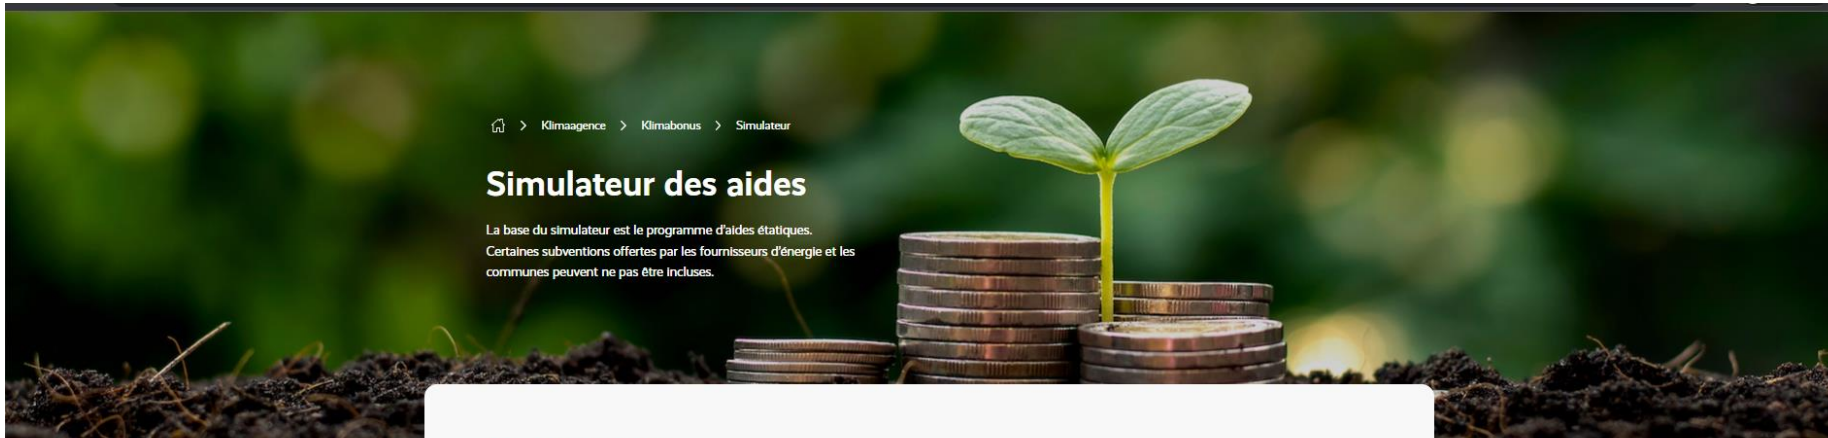 Klimaagence > Klimabonus > Simulateur
Simulateur des aides
La base du simulateur est le programme d'aides étatiques.
Certaines subventions offertes par les fournisseurs d'énergie et les
communes peuvent ne pas être incluses.